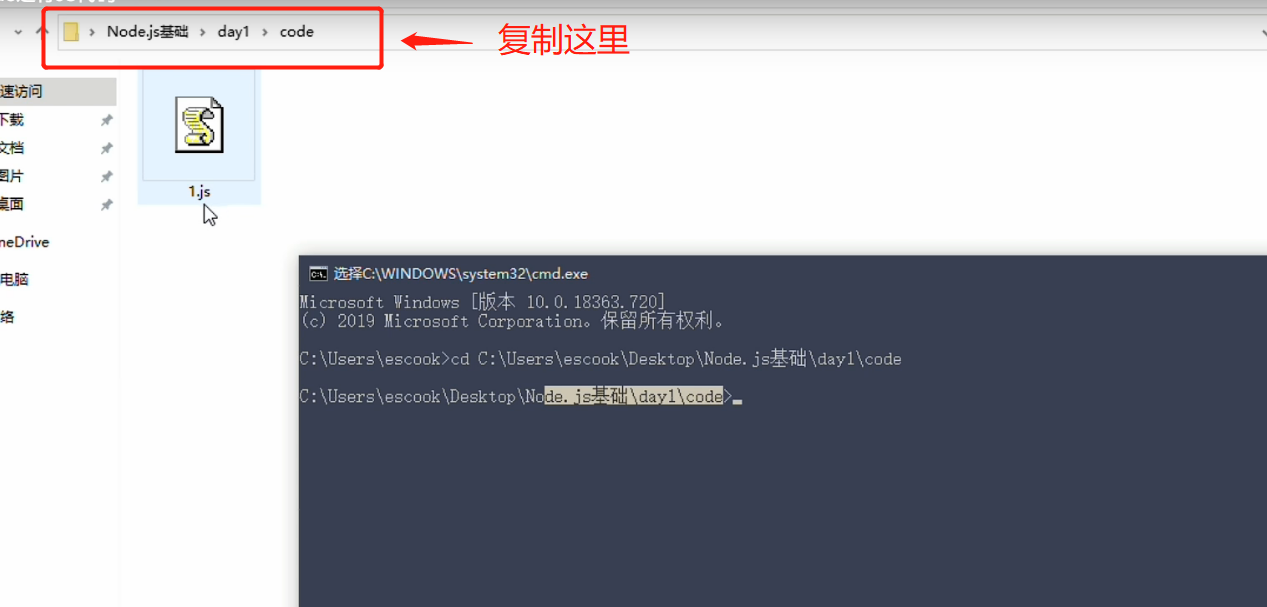 Node.js基础 › day1 › code
复制这里
速访问
下载
文档
图片
桌面
neDrive
电脑
络
1.js
选择C:\WINDOWS\system32\cmd.exe
Microsoft Windows [版本 10.0.18363.720]
(c) 2019 Microsoft Corporation。保留所有权利。
C:\Users\escook>cd C:\Users\escook\Desktop\Node.js基础\day1\code
C:\Users\escook\Desktop\Node.js基础\day1\code>